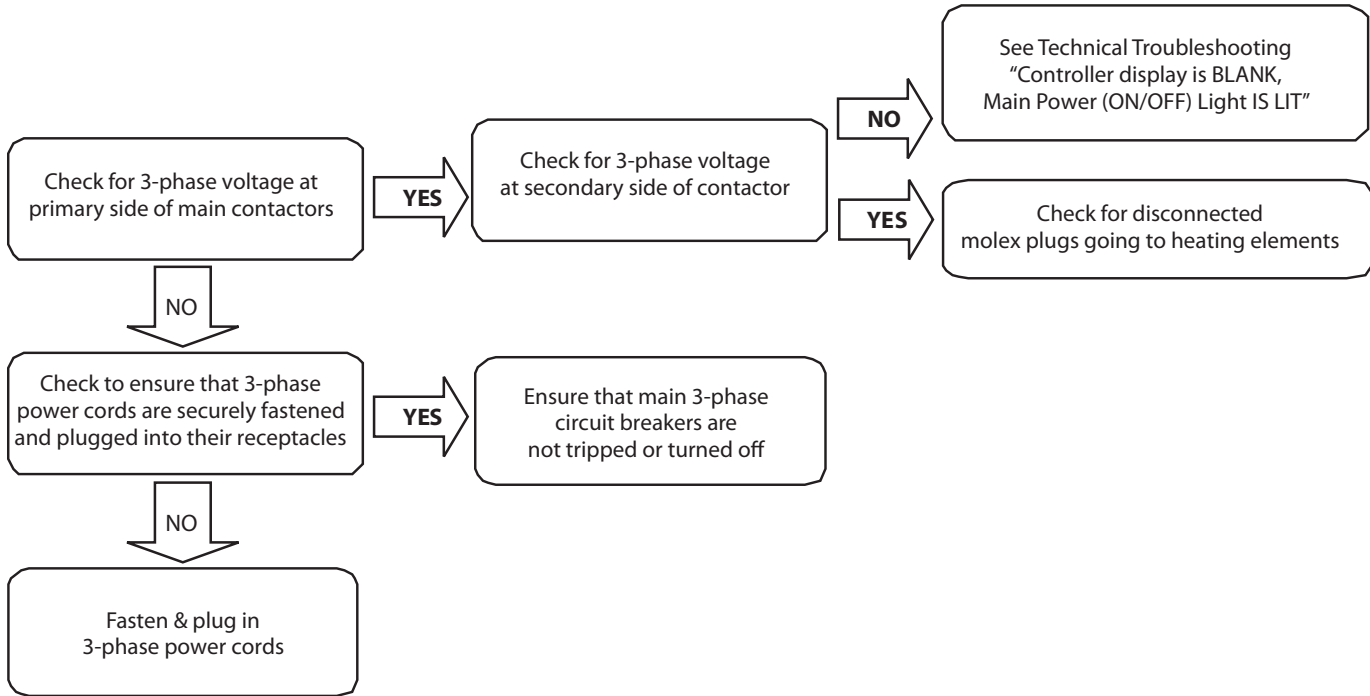 See Technical Troubleshooting
“Controller display is BLANK,
Main Power (ON/OFF) Light IS LIT”
NO
Check for 3-phase voltage at
primary side of main contactors
YES
Check for 3-phase voltage
at secondary side of contactor
YES
Check for disconnected
molex plugs going to heating elements
NO
Check to ensure that 3-phase
power cords are securely fastened
and plugged into their receptacles
YES
Ensure that main 3-phase
circuit breakers are
not tripped or turned off
NO
Fasten & plug in
3-phase power cords